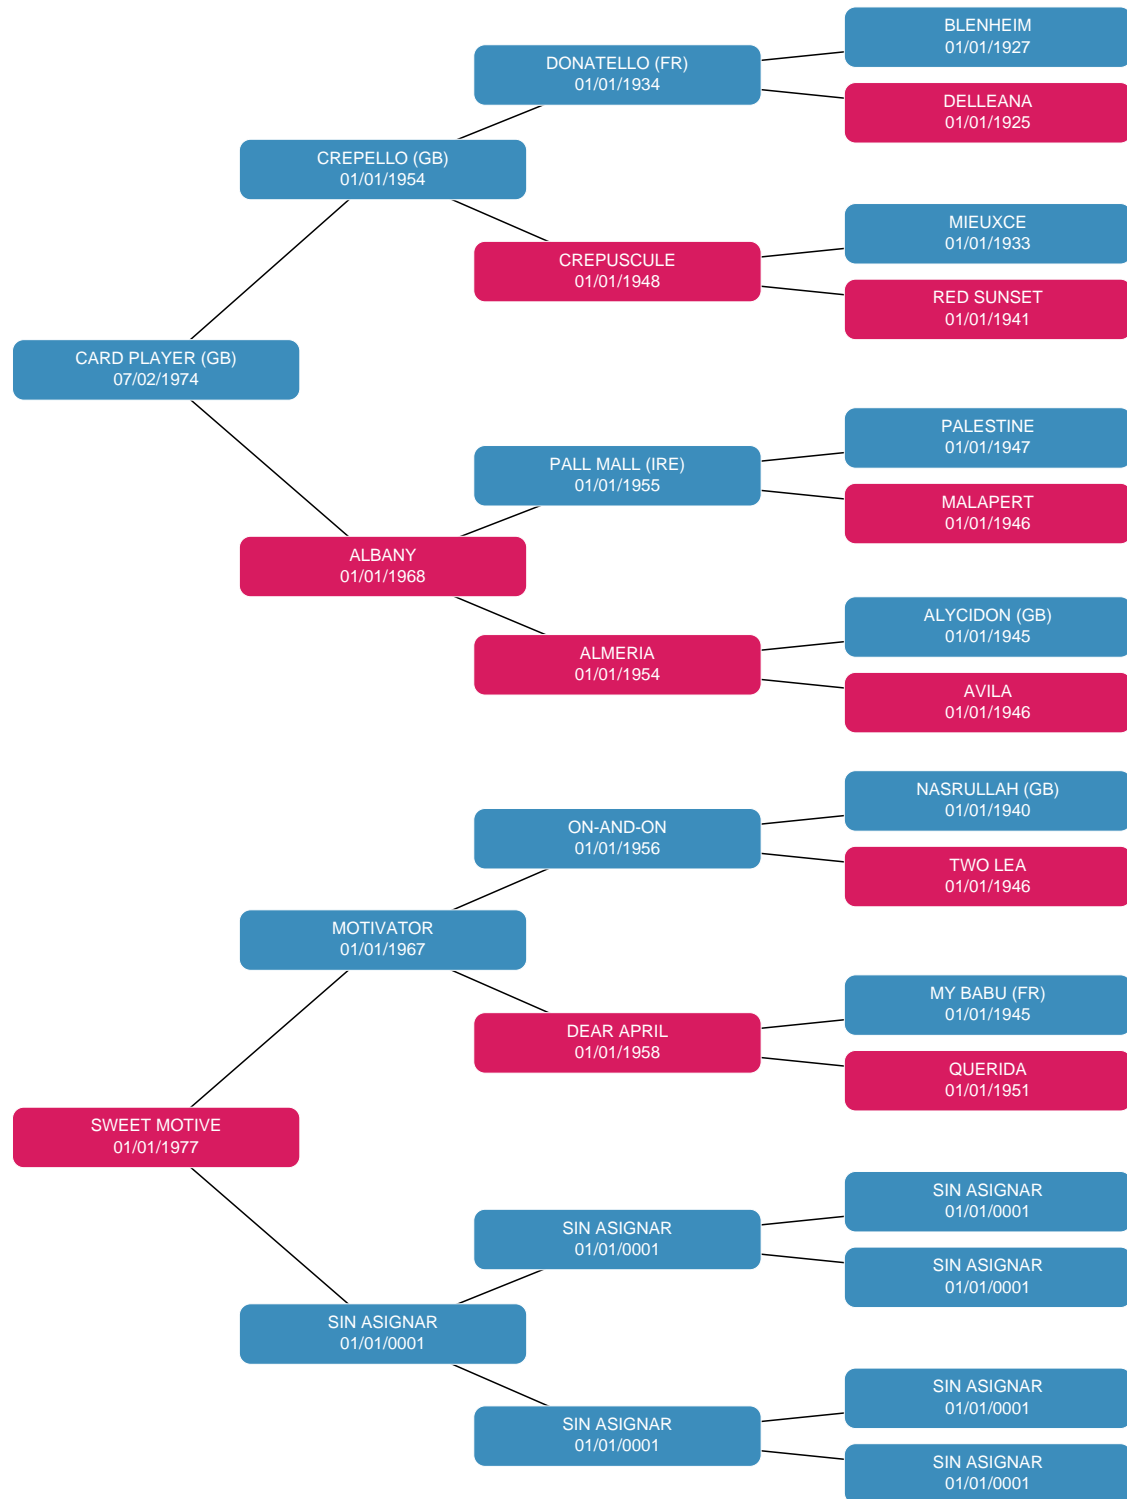 BLENHEIM
01/01/1927
DONATELLO (FR)
01/01/1934
DELLEANA
01/01/1925
CREPELLO (GB)
01/01/1954
MIEUXCE
01/01/1933
CREPUSCULE
01/01/1948
RED SUNSET
01/01/1941
CARD PLAYER (GB)
07/02/1974
PALESTINE
01/01/1947
PALL MALL (IRE)
01/01/1955
MALAPERT
01/01/1946
ALBANY
01/01/1968
ALYCIDON (GB)
01/01/1945
ALMERIA
01/01/1954
AVILA
01/01/1946
NASRULLAH (GB)
01/01/1940
ON-AND-ON
01/01/1956
TWO LEA
01/01/1946
MOTIVATOR
01/01/1967
MY BABU (FR)
01/01/1945
DEAR APRIL
01/01/1958
QUERIDA
01/01/1951
SWEET MOTIVE
01/01/1977
SIN ASIGNAR
01/01/0001
SIN ASIGNAR
01/01/0001
SIN ASIGNAR
01/01/0001
SIN ASIGNAR
01/01/0001
SIN ASIGNAR
01/01/0001
SIN ASIGNAR
01/01/0001
SIN ASIGNAR
01/01/0001